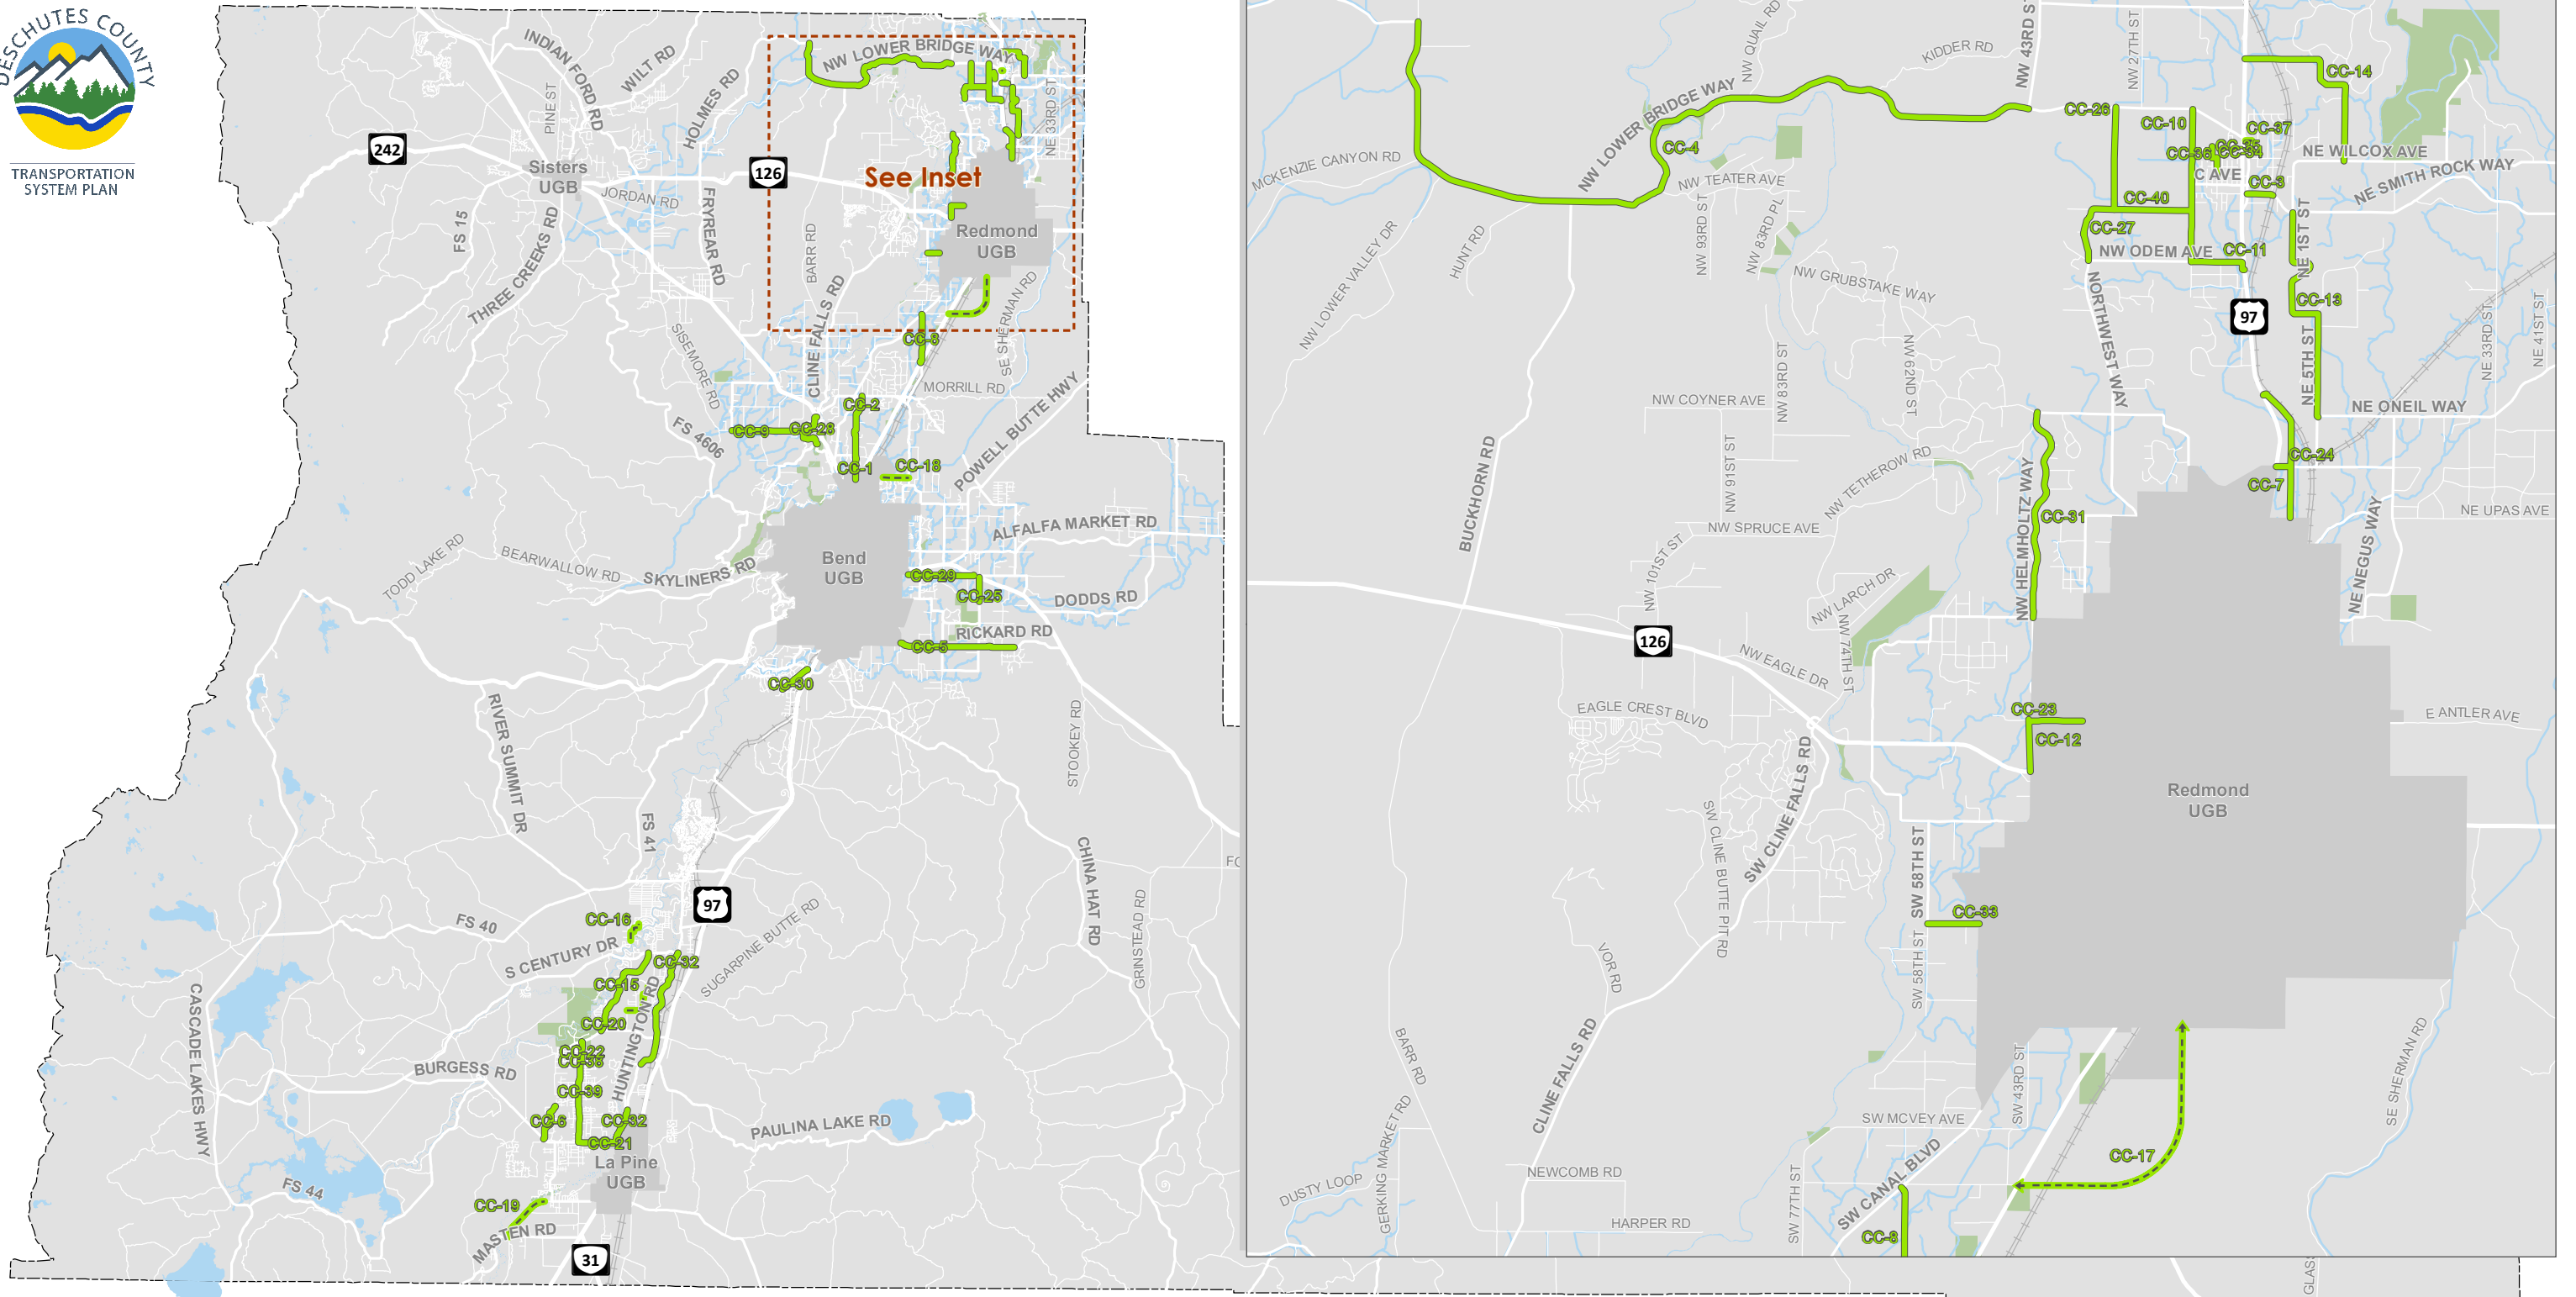 DESCHUTES COUNTY
TRANSPORTATION
SYSTEM PLAN
INDIAN FORD RD
WILT RD
PINE ST
HOLMES RD
NW LOWER BRIDGE WAY
242
Sisters
UGB
126
See Inset
NE 33RD ST
JORDAN RD
FS 15
FRYREAR RD
BARR RD
Redmond
UGB
THREE CREEKS RD
SISEMORE RD
CLINE FALLS RD
SE SHERMAN RD
CC-8
MORRILL RD
POWELL BUTTE HWY
CC-2
CC-9
CC-28
FS 4606
CC-1
CC-18
ALFALFA MARKET RD
TODD LAKE RD
BEARWALLOW RD
SKYLINERS RD
Bend
UGB
CC-29
CC-25
DODDS RD
RICKARD RD
CC-5
CC-30
RIVER SUMMIT DR
STOOKEY RD
FS 41
CHINA HAT RD
97
GRINSTEAD RD
SUGARPINE BUTTE RD
FS 40
CC-16
S CENTURY DR
CC-32
CC-15
CASCADE LAKES HWY
CC-20
HUNTINGTON RD
CC-22
CC-38
BURGESS RD
CC-39
CC-6
CC-32
PAULINA LAKE RD
CC-21
La Pine
UGB
FS 44
CC-19
MASTEN RD
31
NW QUAIL RD
KIDDER RD
NW 43RD ST
NW 27TH ST
CC-14
NW LOWER BRIDGE WAY
CC-26
CC-10
CC-37
CC-36
CC-34
MCKENZIE CANYON RD
CC-4
NW TEATER AVE
C AVE
CC-3
NE WILCOX AVE
NE SMITH ROCK WAY
NW LOWER VALLEY DR
HUNT RD
NW 93RD ST
NW 83RD PL
CC-40
CC-27
NW ODEM AVE
CC-11
NE 1ST ST
NW GRUBSTAKE WAY
NORTHWEST WAY
97
CC-13
NE 5TH ST
NE 33RD ST
NE 41ST ST
NW 83RD ST
NW 62ND ST
NW COYNER AVE
NE ONEIL WAY
BUCKHORN RD
NW 91ST ST
NW TETHEROW RD
NW HELMHOLTZ WAY
CC-24
CC-7
NW SPRUCE AVE
CC-31
NE UPAS AVE
NW 101ST ST
NW LARCH DR
NE NEGUS WAY
126
NW 74TH ST
NW EAGLE DR
EAGLE CREST BLVD
CC-23
CC-12
E ANTLER AVE
SW CLINE FALLS RD
SW CLINE BUTTE PIT RD
Redmond
UGB
SW 58TH ST
CC-33
SW 58TH ST
VOR RD
CLINE FALLS RD
BARR RD
SW 43RD ST
SE SHERMAN RD
SW MCVEY AVE
GERKING MARKET RD
DUSTY LOOP
NEWCOMB RD
CC-17
SW 77TH ST
SW CANAL BLVD
HARPER RD
CC-8